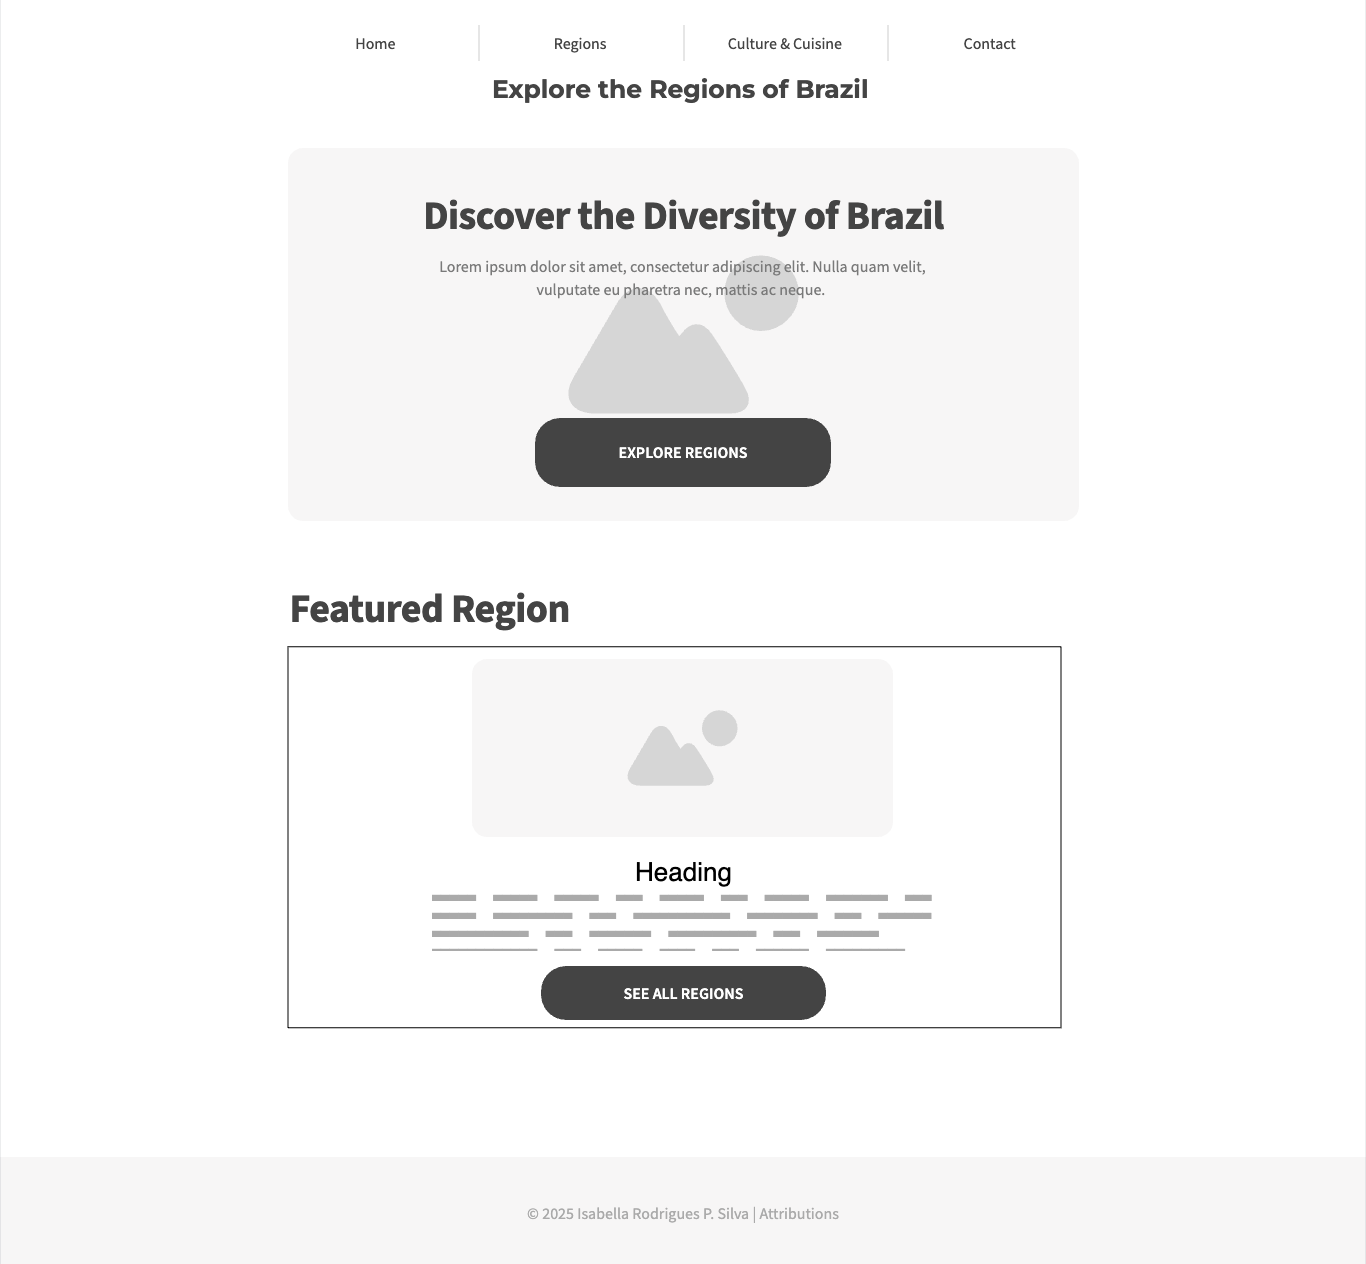 Home
Regions
Culture & Cuisine
Contact
Explore the Regions of Brazil
Discover the Diversity of Brazil
Lorem ipsum dolor sit amet, consectetur adipiscing elit. Nulla quam velit,
vulputate eu pharetra nec, mattis ac neque.
EXPLORE REGIONS
Featured Region
Heading
SEE ALL REGIONS
© 2025 Isabella Rodrigues P. Silva | Attributions